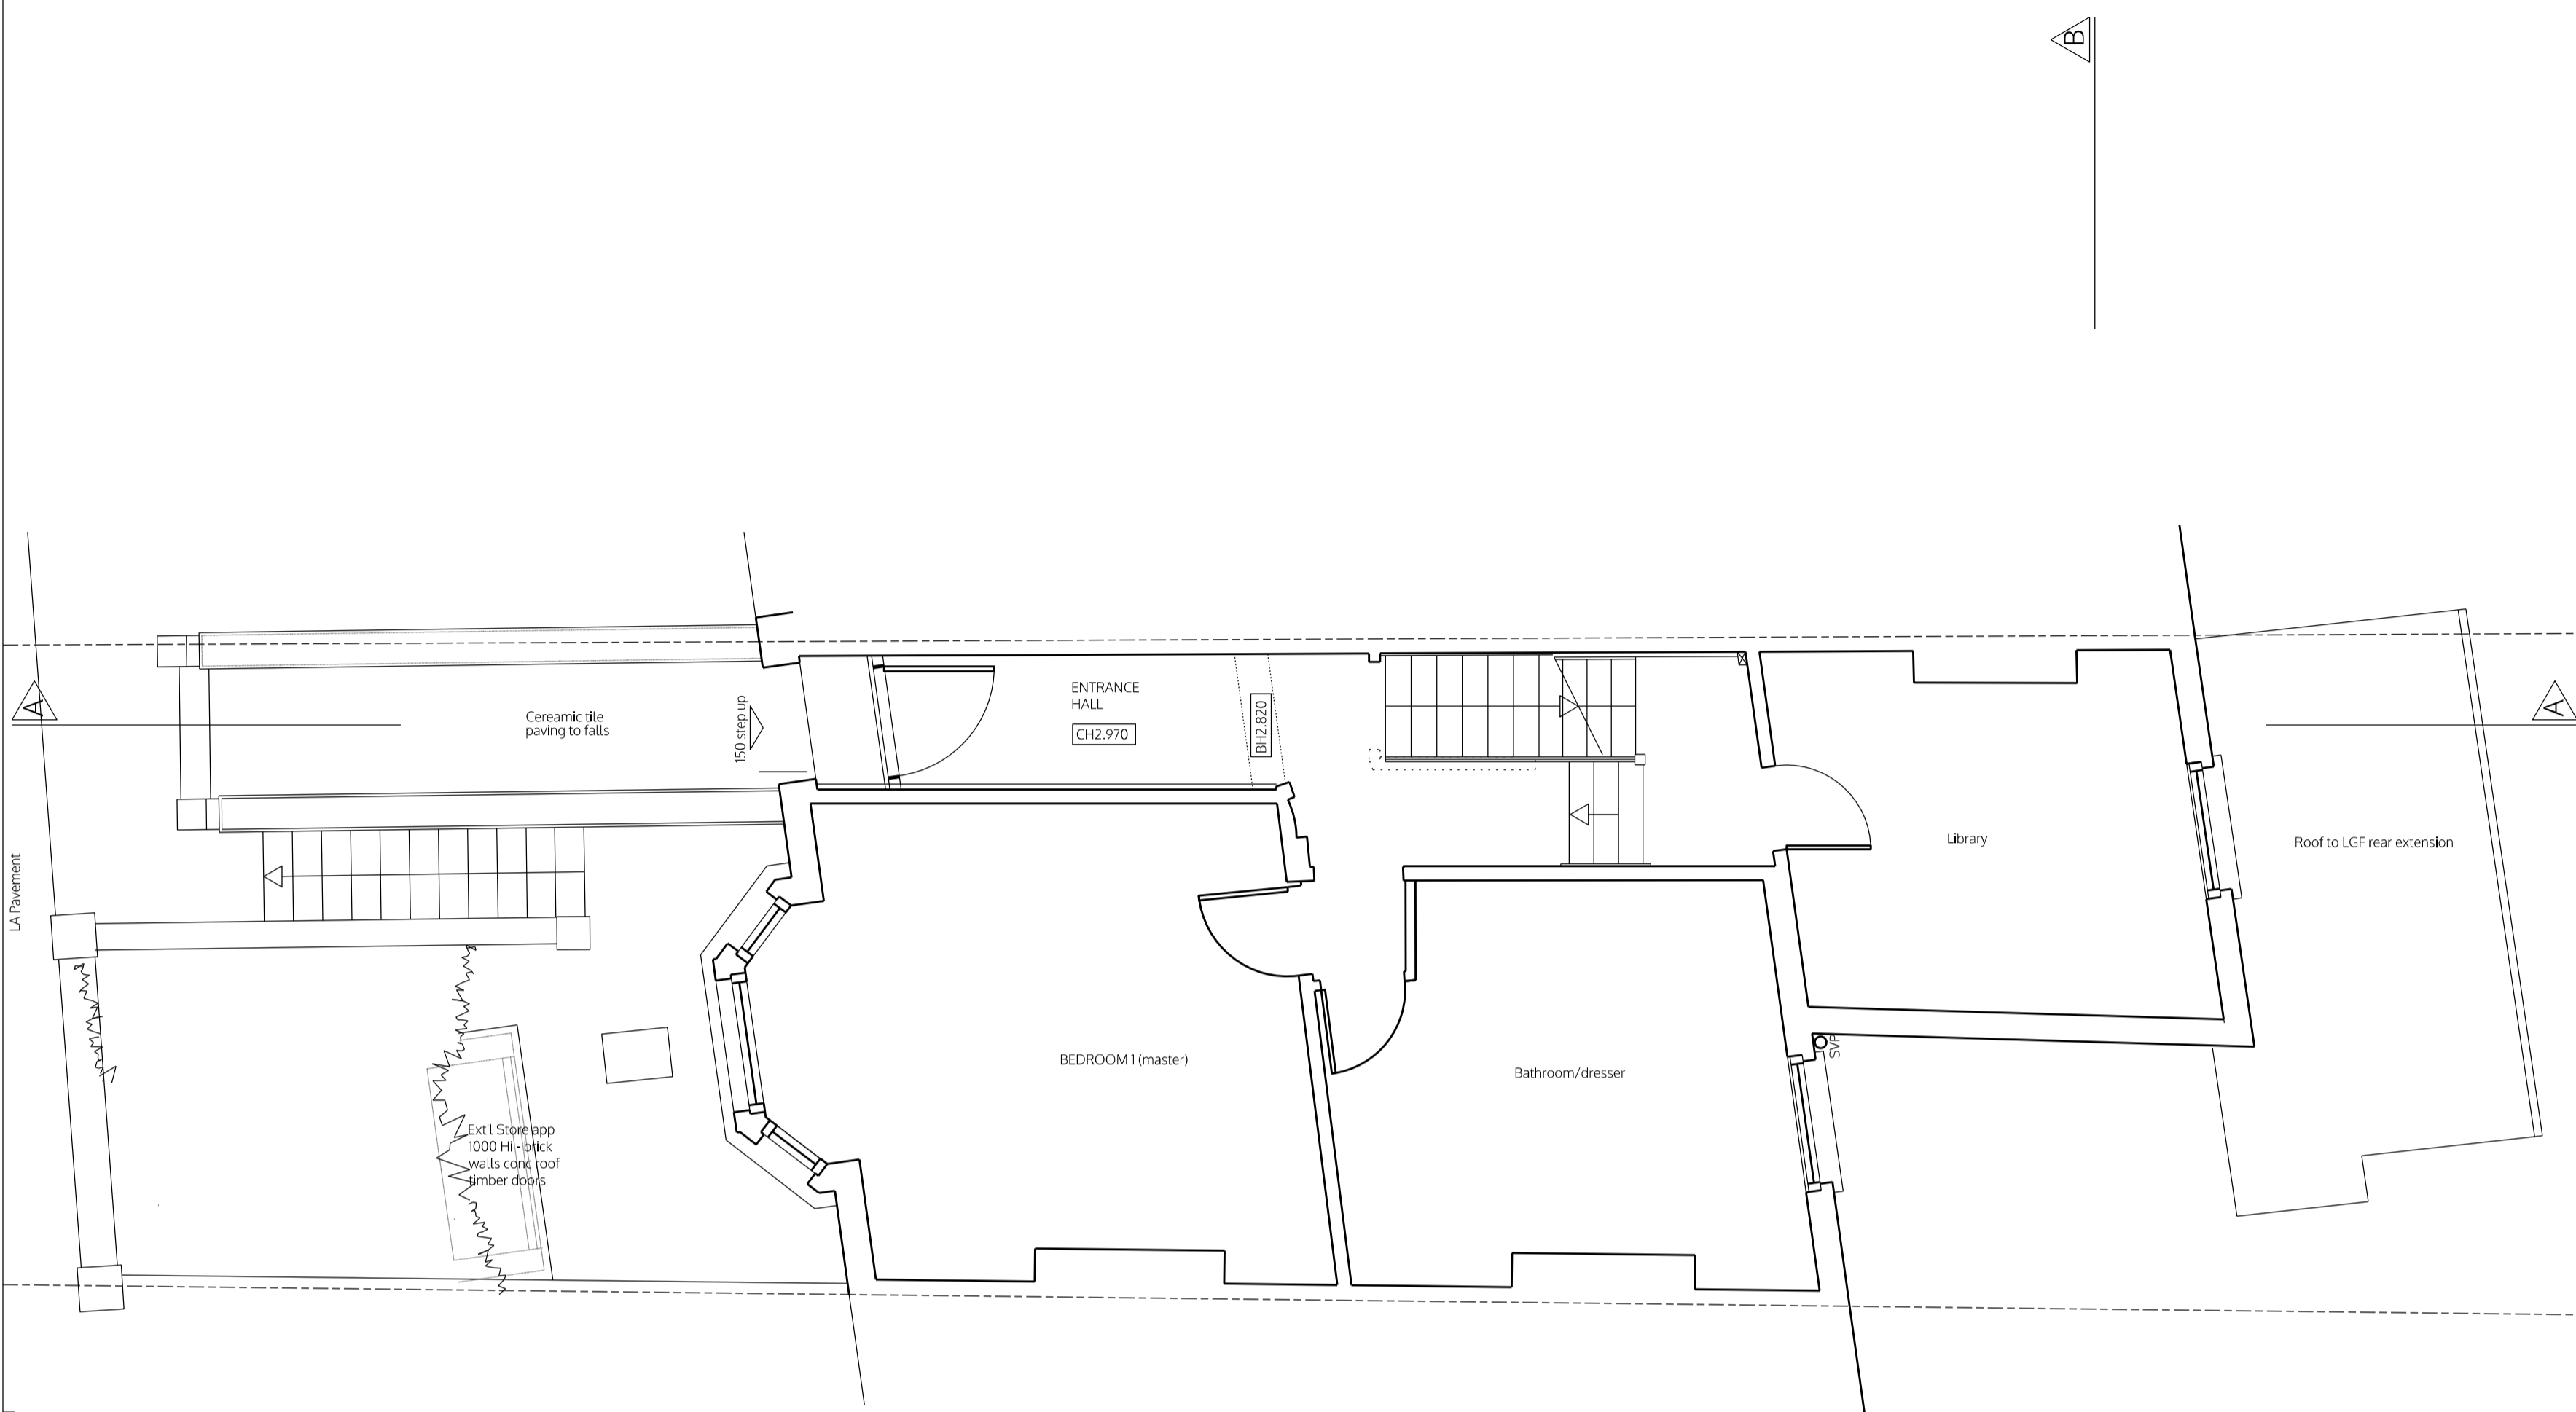 B
A
A
Cereamic tile
paving to falls
150 step up
ENTRANCE
HALL
CH2.970
BH2.820
Library
Roof to LGF rear extension
LA Pavement
SVP
BEDROOM 1 (master)
Bathroom/dresser
Ext'l Store app
1000 Hi - brick
walls conc roof
timber doors